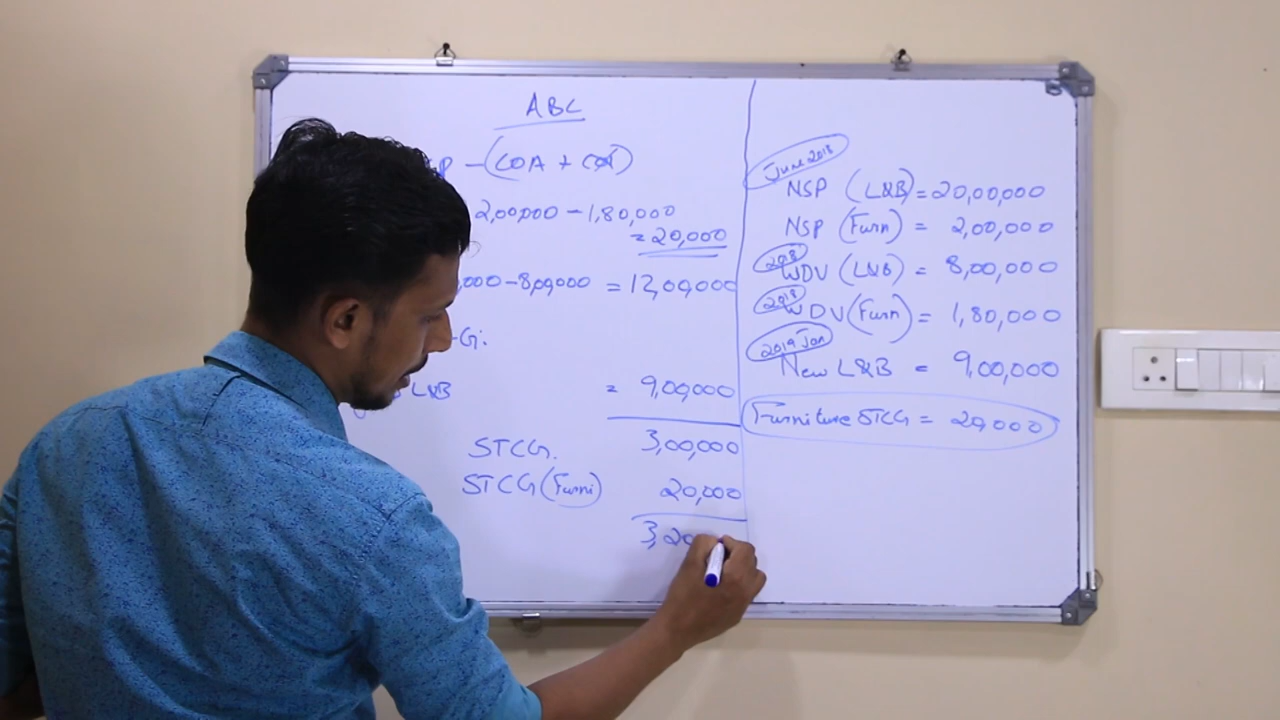 ABC
P - (COA + COI)
2,00,000 - 1,80,000
= 20,000
,000 - 8,00,000 = 12,00,000
G.
L&B = 9,00,000
STCG. 3,00,000
STCG (Furni) 20,000
3,20
June 2018
NSP (L&B) = 20,00,000
NSP (Furn) = 2,00,000
2018
WDV (L&B) = 8,00,000
2018
WDV (Furn) = 1,80,000
2019 Jan
New L&B = 9,00,000
Furniture STCG = 20,000